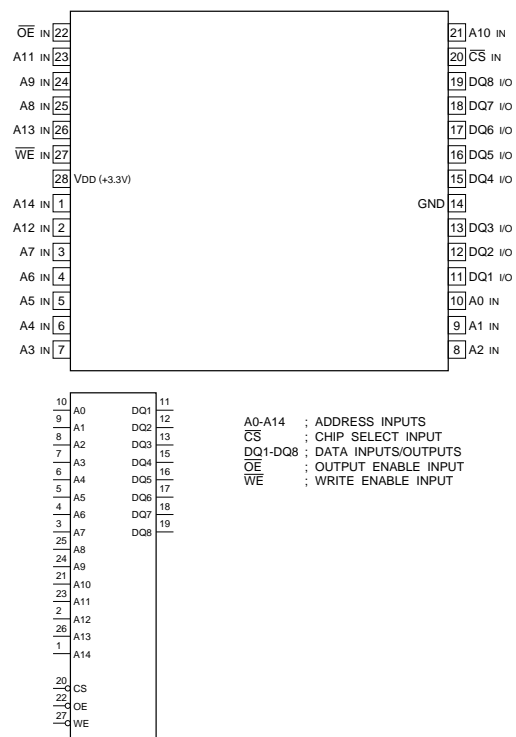 OE IN 22
A11 IN 23
A9 IN 24
A8 IN 25
A13 IN 26
WE IN 27
28 VDD (+3.3V)
A14 IN 1
A12 IN 2
A7 IN 3
A6 IN 4
A5 IN 5
A4 IN 6
A3 IN 7
21 A10 IN
20 CS IN
19 DQ8 I/O
18 DQ7 I/O
17 DQ6 I/O
16 DQ5 I/O
15 DQ4 I/O
GND 14
13 DQ3 I/O
12 DQ2 I/O
11 DQ1 I/O
10 A0 IN
9 A1 IN
8 A2 IN
10 A0
9 A1
8 A2
7 A3
6 A4
5 A5
4 A6
3 A7
25 A8
24 A9
21 A10
23 A11
2 A12
26 A13
1 A14
20 CS
22 OE
27 WE
DQ1 11
DQ2 12
DQ3 13
DQ4 15
DQ5 16
DQ6 17
DQ7 18
DQ8 19
A0-A14 ; ADDRESS INPUTS
CS ; CHIP SELECT INPUT
DQ1-DQ8 ; DATA INPUTS/OUTPUTS
OE ; OUTPUT ENABLE INPUT
WE ; WRITE ENABLE INPUT